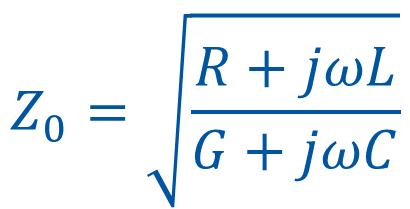 Z₀ = √((R + jωL)/(G + jωC))